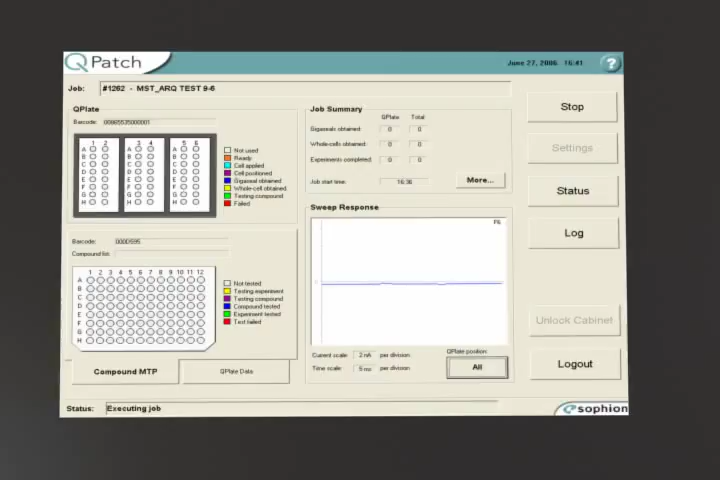 QPatch
June 27, 2006 16:41
?
Job: #1262 - MST_ARQ TEST 9-6
QPlate
Barcode:
1 2 3 4 5 6
A A A
B B B
C C C
D D D
E E E
F F F
G G G
H H H
Not used
Ready
Cell applied
Cell positioned
Gigaseal obtained
Whole-cell obtained
Testing compound
Failed
Job Summary
QPlate Total
Gigaseals obtained: 0 0
Whole-cells obtained: 0 0
Experiments completed: 0 0
Job start time: 16:36
More...
Stop
Settings
Status
Log
Unlock Cabinet
Logout
Barcode:
Compound list:
1 2 3 4 5 6 7 8 9 10 11 12
A
B
C
D
E
F
G
H
Not tested
Testing experiment
Testing compound
Compound tested
Experiment tested
Test failed
Compound MTP
QPlate Data
Sweep Response
Current scale: 2 nA per division
Time scale: 5 ms per division
QPlate position:
All
Status: Executing job
sophion